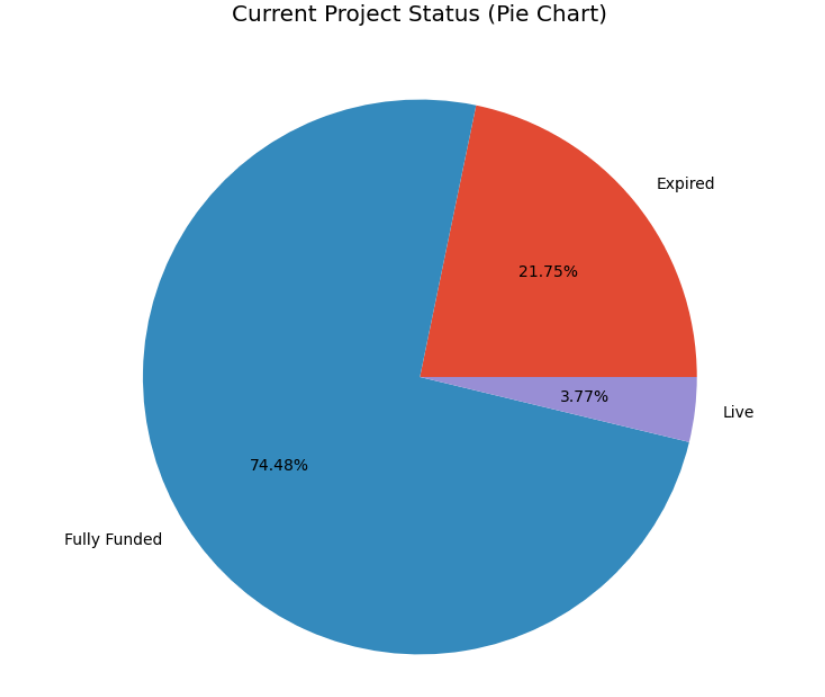 Current Project Status (Pie Chart)
Expired
21.75%
3.77%
Live
74.48%
Fully Funded